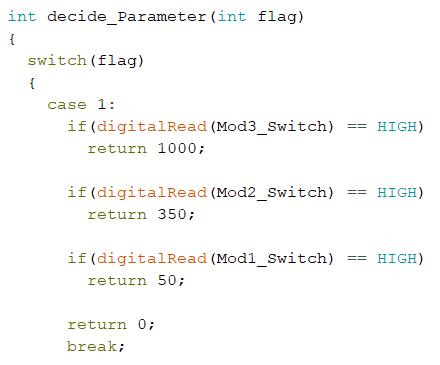 int decide_Parameter(int flag)
{
  switch(flag)
  {
    case 1:
      if(digitalRead(Mod3_Switch) == HIGH)
        return 1000;

      if(digitalRead(Mod2_Switch) == HIGH)
        return 350;

      if(digitalRead(Mod1_Switch) == HIGH)
        return 50;

      return 0;
      break;